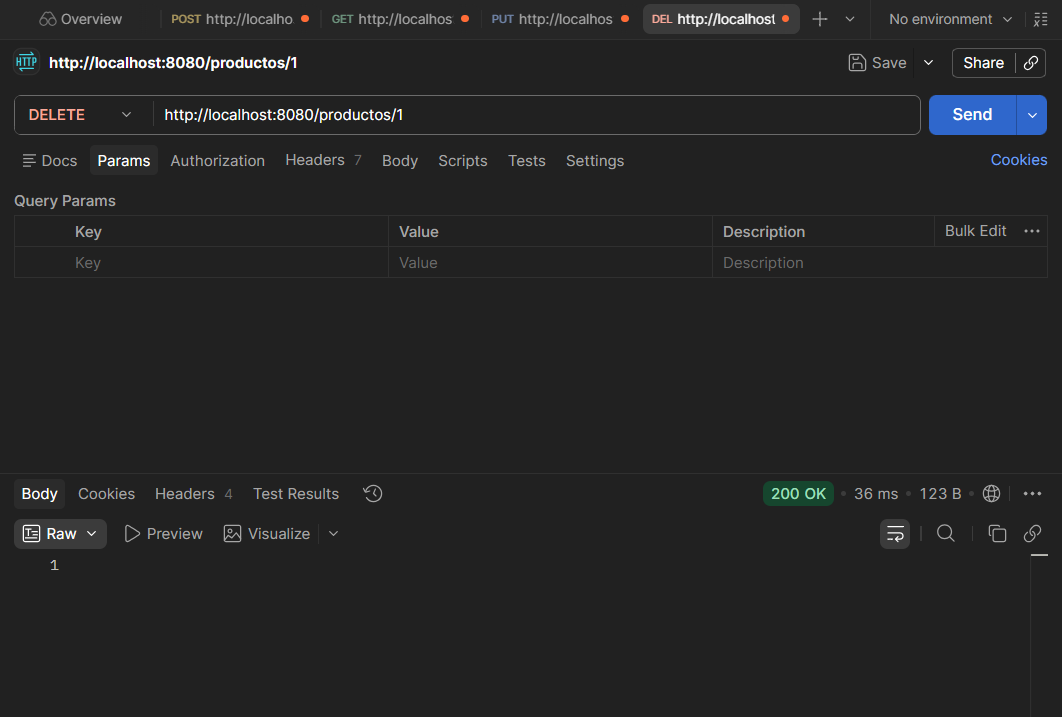 Overview POST http://localho GET http://localhos PUT http://localhos DEL http://localhost No environment
HTTP http://localhost:8080/productos/1 Save Share
DELETE http://localhost:8080/productos/1 Send
Docs Params Authorization Headers 7 Body Scripts Tests Settings Cookies
Query Params
Key Value Description Bulk Edit
Key Value Description
Body Cookies Headers 4 Test Results 200 OK • 36 ms • 123 B •
Raw Preview Visualize
1